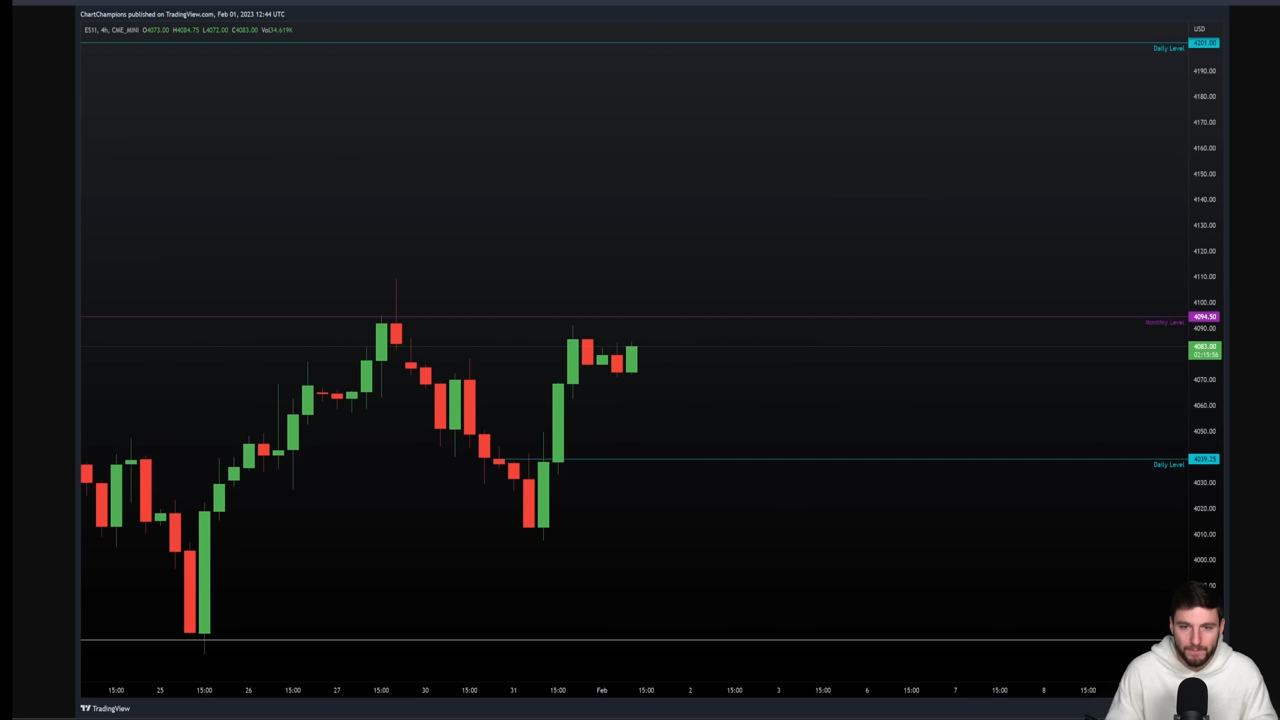 ChartChampions published on TradingView.com, Feb 01, 2023 12:44 UTC
ES1!, 4h, CME_MINI O4073.00 H4084.75 L4072.00 C4083.00 Vol34.619K
USD
4201.00
Daily Level
4190.00
4180.00
4170.00
4160.00
4150.00
4140.00
4130.00
4120.00
4110.00
4100.00
4094.50
Monthly Level
4090.00
4083.00
02:15:56
4070.00
4060.00
4050.00
4039.25
Daily Level
4030.00
4020.00
4010.00
4000.00
15:00 25 15:00 26 15:00 27 15:00 30 15:00 31 15:00 Feb 15:00 2 15:00 3 15:00 6 15:00 7 15:00 8 15:00
TradingView